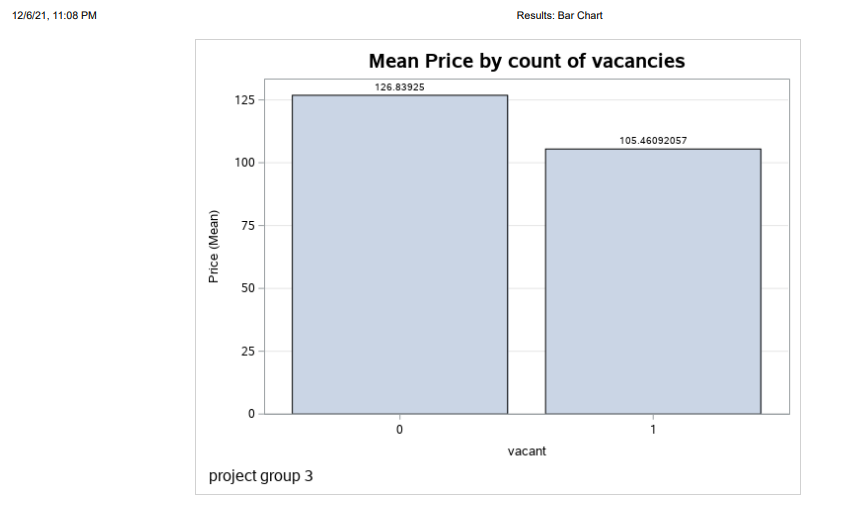 12/6/21, 11:08 PM Results: Bar Chart
Mean Price by count of vacancies
126.83925
105.46092057
125
100
75
50
25
0
Price (Mean)
0 1
vacant
project group 3